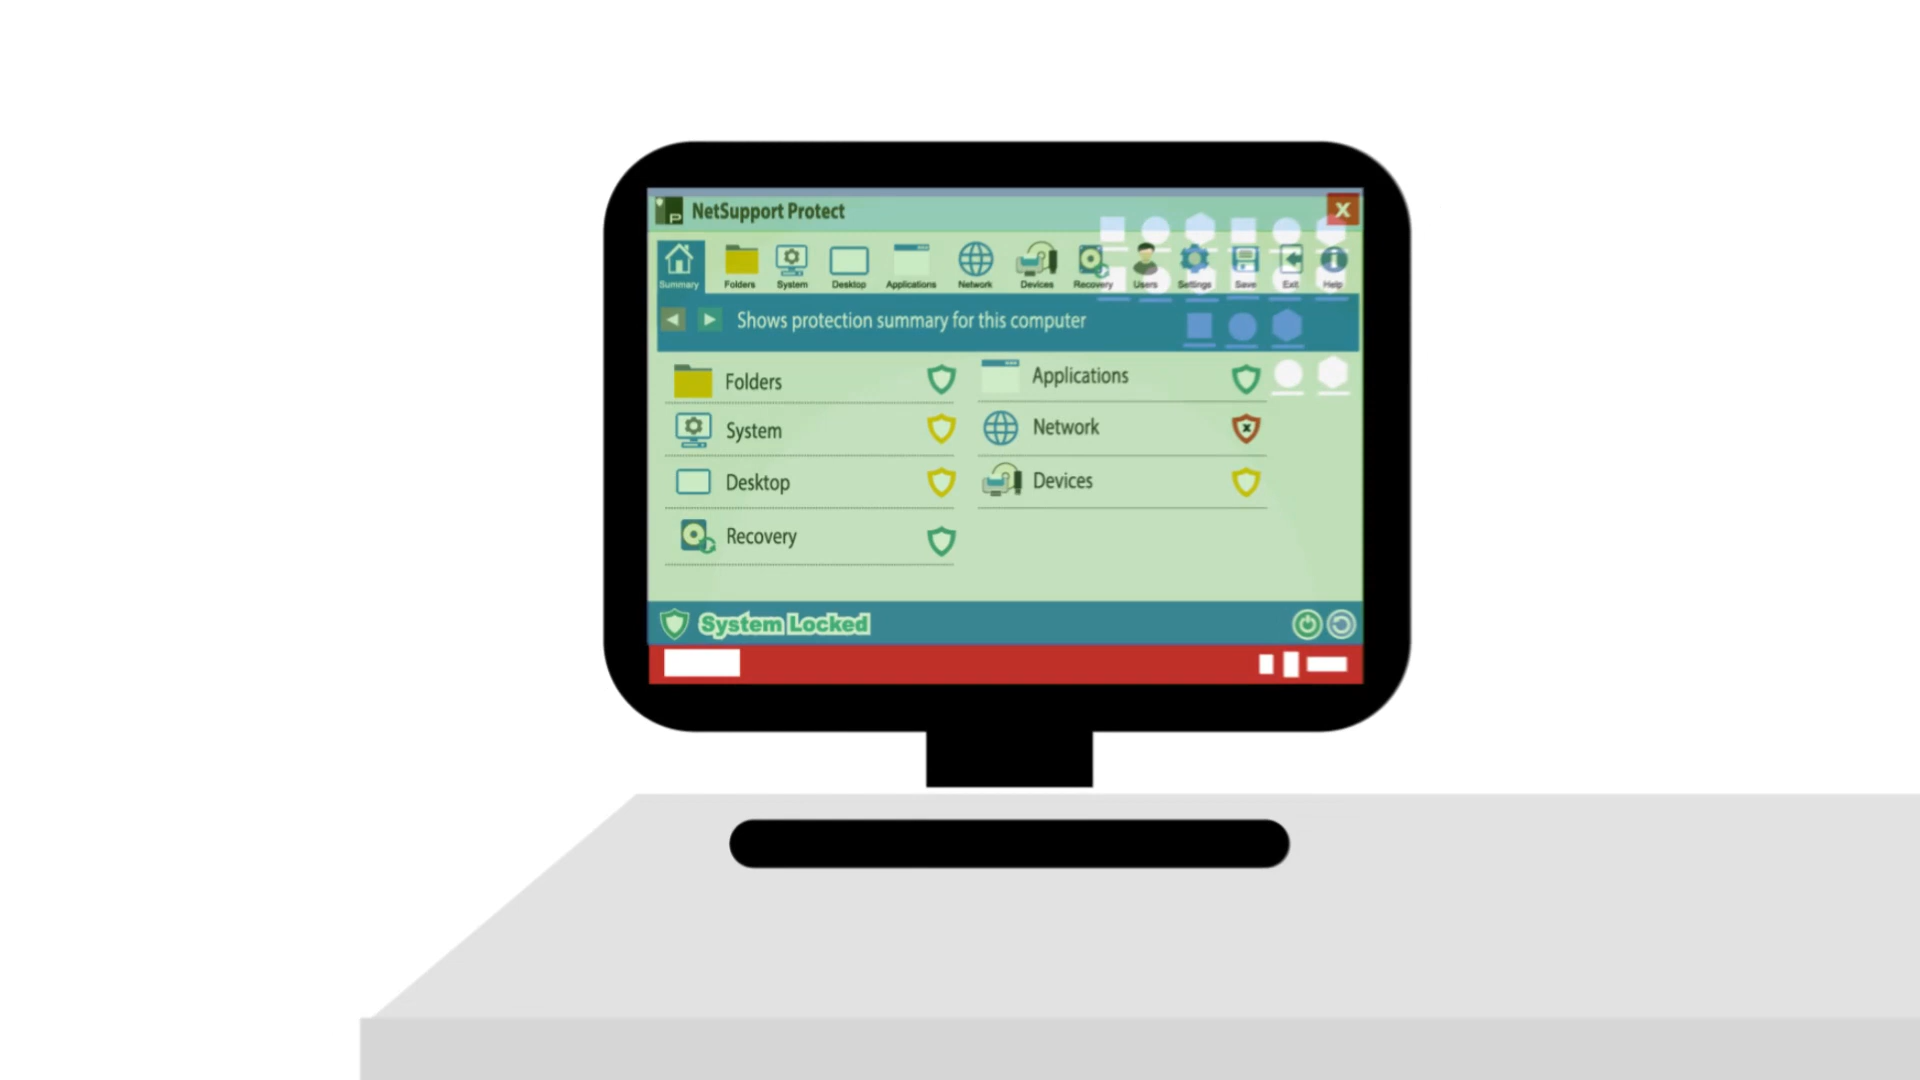 NetSupport Protect
X
P
Summary Folders System Desktop Applications Network Devices Recovery Users Settings Save Exit Help
Shows protection summary for this computer
Folders Applications
System Network
Desktop Devices
Recovery
System Locked